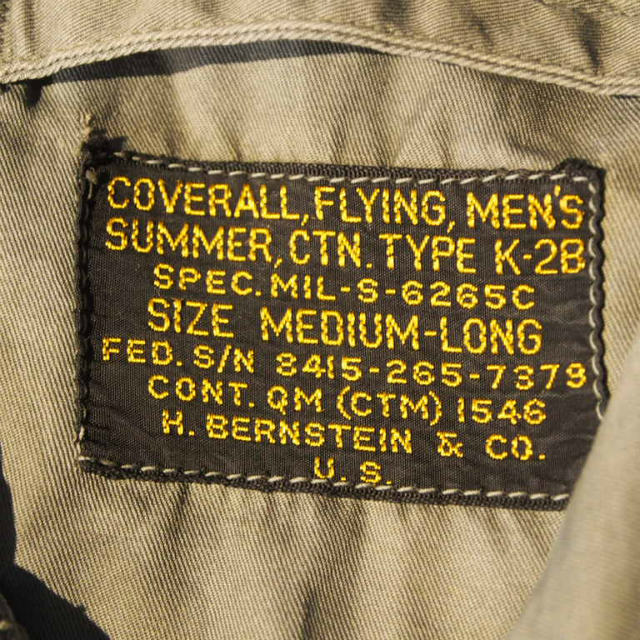 COVERALL, FLYING, MEN'S
SUMMER, CTN. TYPE K-2B
SPEC. MIL-S-6265C
SIZE MEDIUM-LONG
FED. S/N 8415-265-7379
CONT. QM (CTM) 1546
H. BERNSTEIN & CO.
U. S.